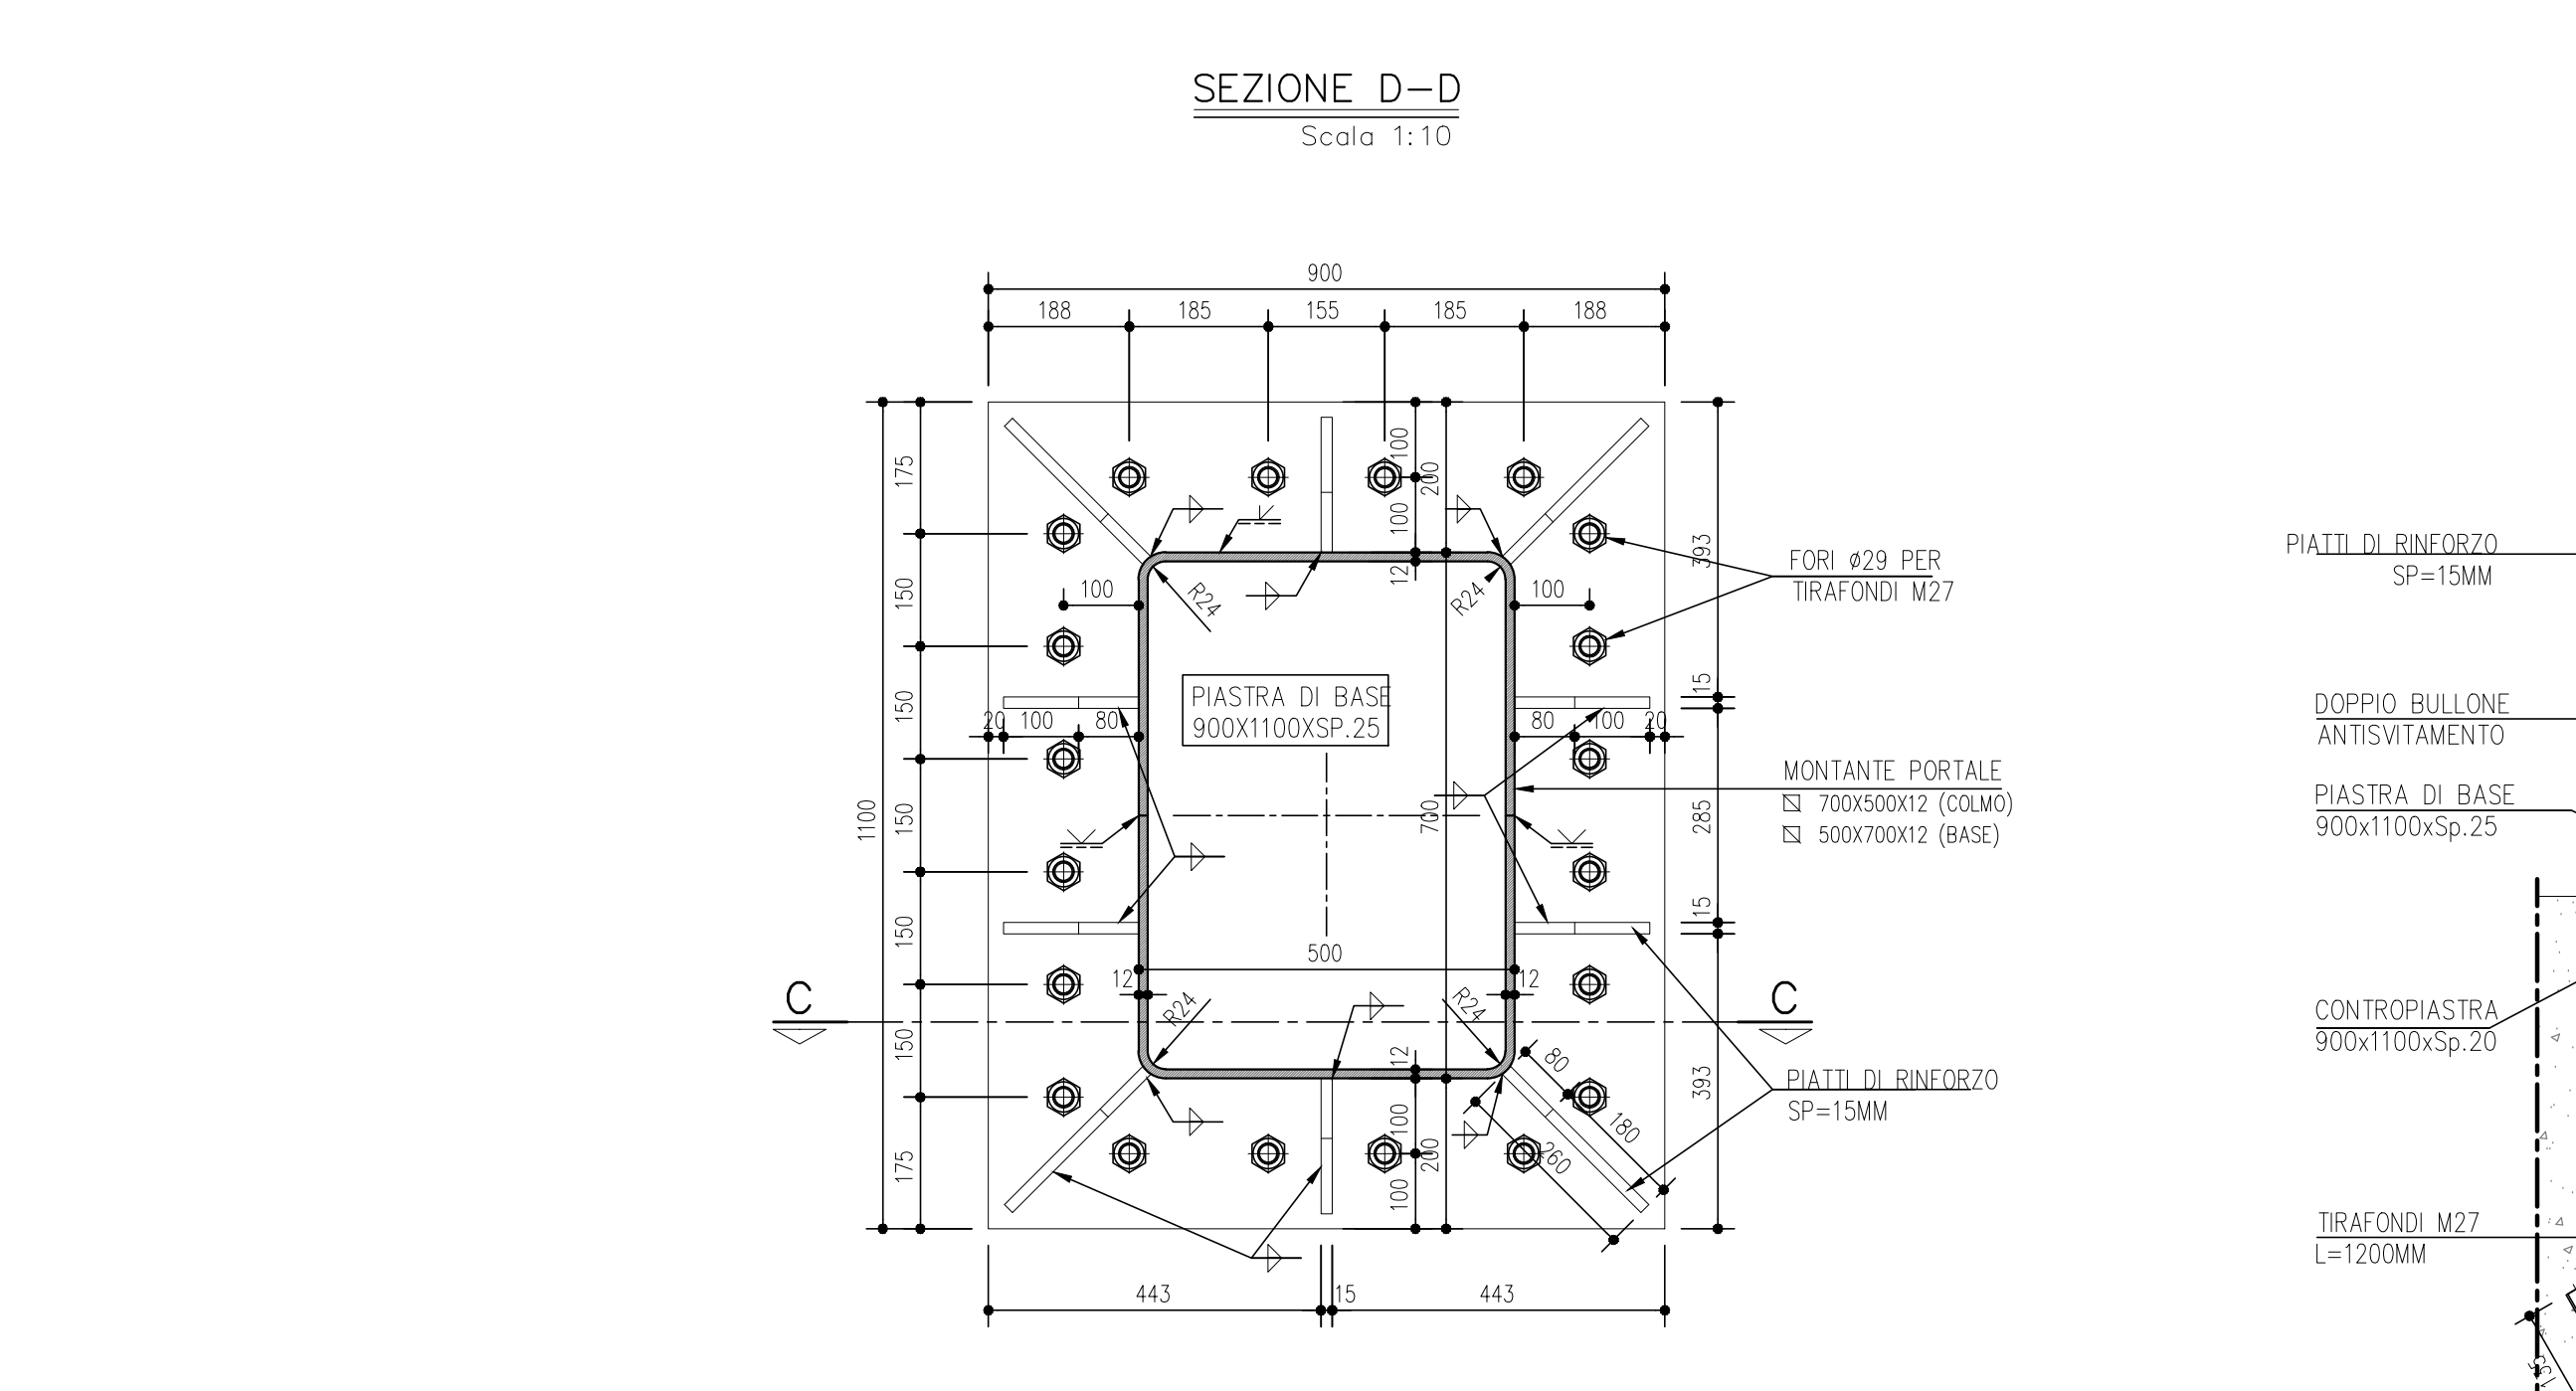 SEZIONE D-D
Scala 1:10
900
188 185 155 185 188
175
150
150
150
150
150
150
175
1100
100
200
100
12
R24
R24
100
100
393
15
285
15
393
FORI ø29 PER
TIRAFONDI M27
PIASTRA DI BASE
900X1100XSP.25
20 100 80
80 100 20
700
MONTANTE PORTALE
700X500X12 (COLMO)
500X700X12 (BASE)
500
12
12
R24
R24
C
C
12
100
200
100
80
180
260
PIATTI DI RINFORZO
SP=15MM
443 15 443
PIATTI DI RINFORZO
SP=15MM
DOPPIO BULLONE
ANTISVITAMENTO
PIASTRA DI BASE
900x1100xSp.25
CONTROPIASTRA
900x1100xSp.20
TIRAFONDI M27
L=1200MM